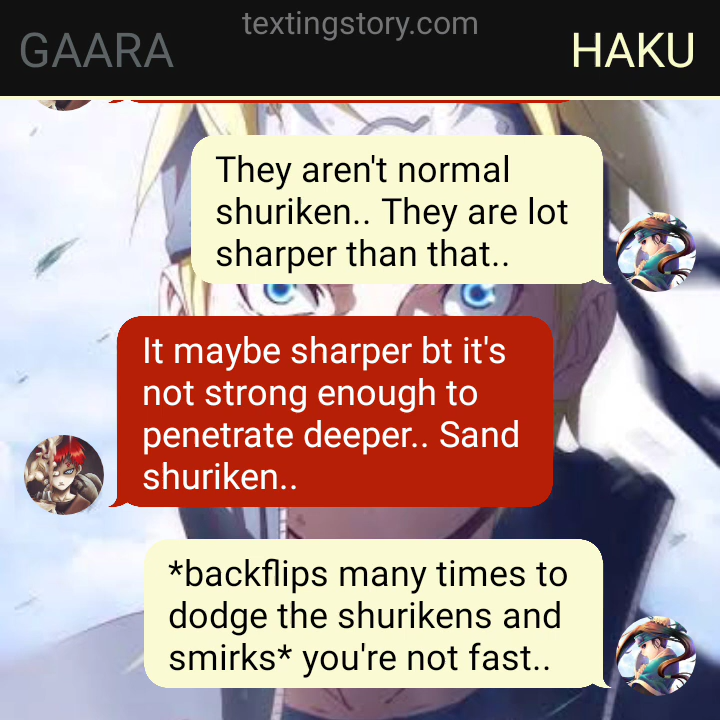 textingstory.com
GAARA
HAKU
They aren't normal
shuriken.. They are lot
sharper than that..
It maybe sharper bt it's
not strong enough to
penetrate deeper.. Sand
shuriken..
*backflips many times to
dodge the shurikens and
smirks* you're not fast..